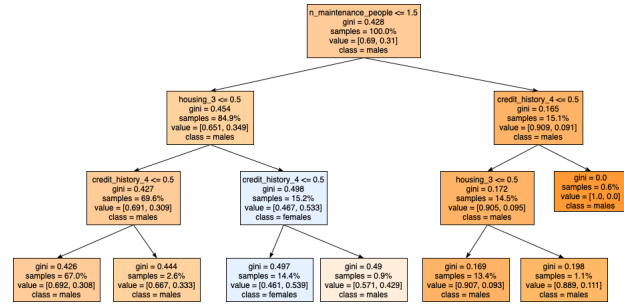 n_maintenance_people <= 1.5
gini = 0.428
samples = 100.0%
value = [0.69, 0.31]
class = males
housing_3 <= 0.5
gini = 0.454
samples = 84.9%
value = [0.651, 0.349]
class = males
credit_history_4 <= 0.5
gini = 0.165
samples = 15.1%
value = [0.909, 0.091]
class = males
credit_history_4 <= 0.5
gini = 0.427
samples = 69.6%
value = [0.691, 0.309]
class = males
credit_history_4 <= 0.5
gini = 0.498
samples = 15.2%
value = [0.467, 0.533]
class = females
housing_3 <= 0.5
gini = 0.172
samples = 14.5%
value = [0.905, 0.095]
class = males
gini = 0.0
samples = 0.6%
value = [1.0, 0.0]
class = males
gini = 0.426
samples = 67.0%
value = [0.692, 0.308]
class = males
gini = 0.444
samples = 2.6%
value = [0.667, 0.333]
class = males
gini = 0.497
samples = 14.4%
value = [0.461, 0.539]
class = females
gini = 0.49
samples = 0.9%
value = [0.571, 0.429]
class = males
gini = 0.169
samples = 13.4%
value = [0.907, 0.093]
class = males
gini = 0.198
samples = 1.1%
value = [0.889, 0.111]
class = males